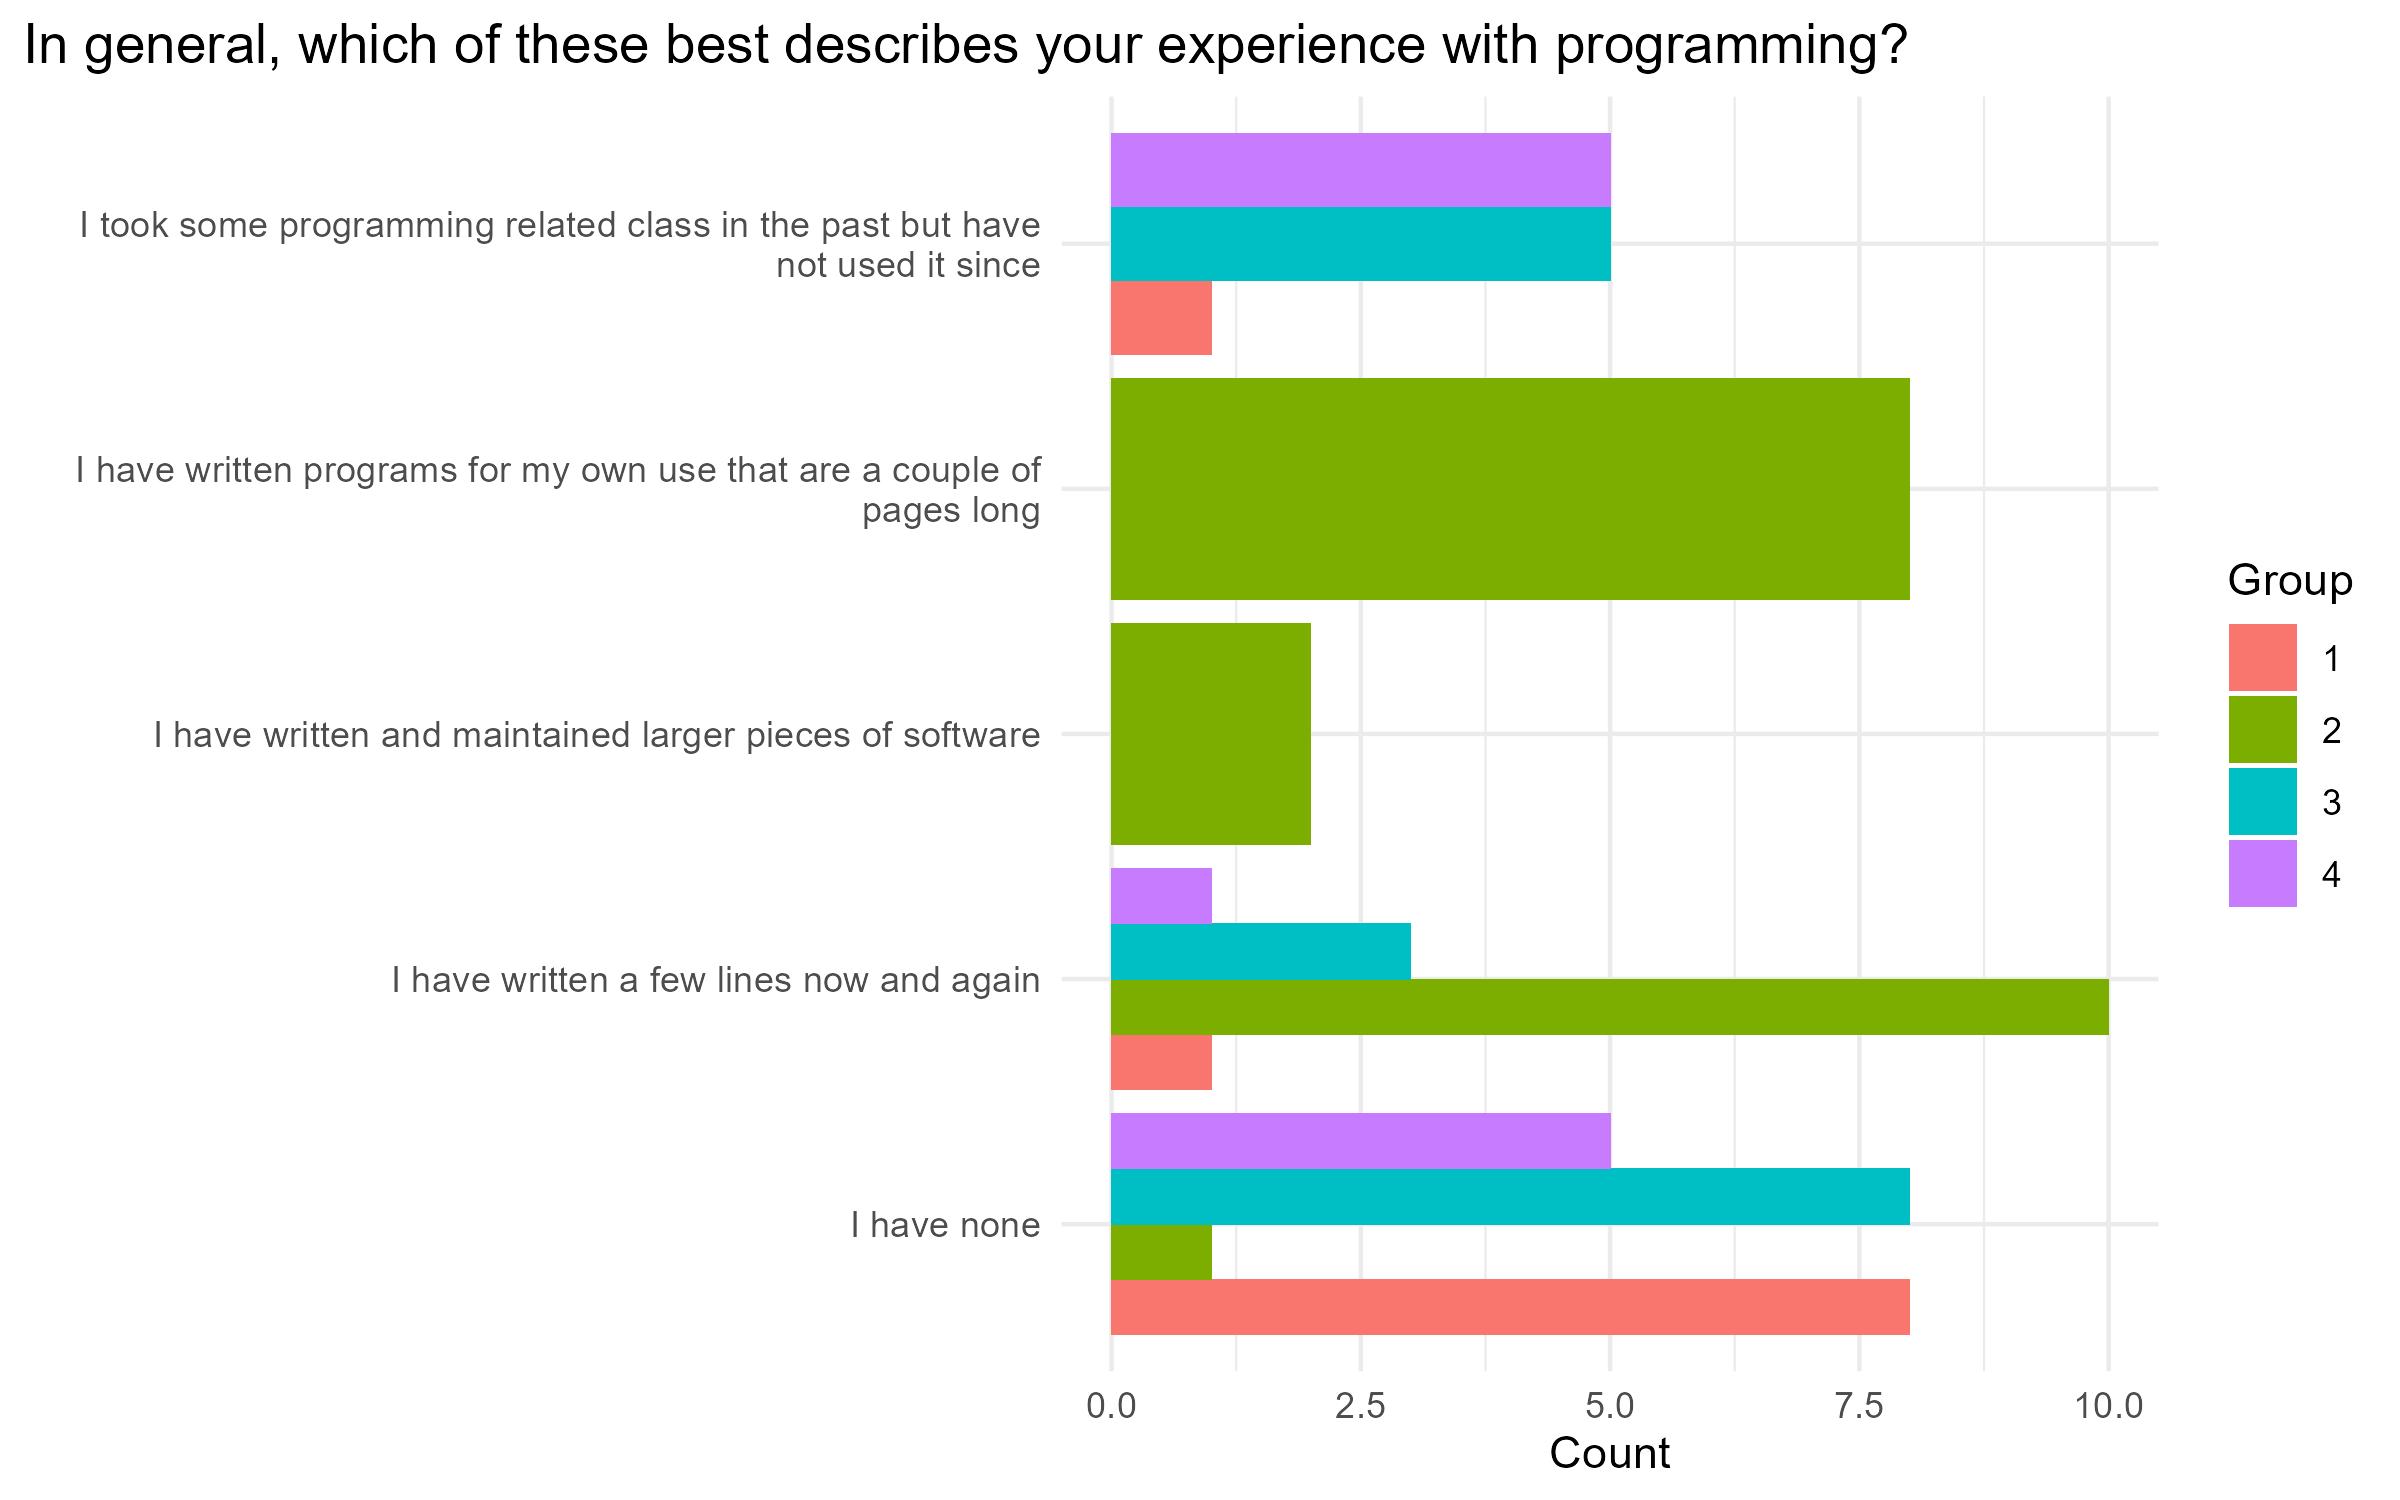 In general, which of these best describes your experience with programming?
I took some programming related class in the past but have
not used it since
I have written programs for my own use that are a couple of
pages long
I have written and maintained larger pieces of software
I have written a few lines now and again
I have none
0.0 2.5 5.0 7.5 10.0
Count
Group
1
2
3
4